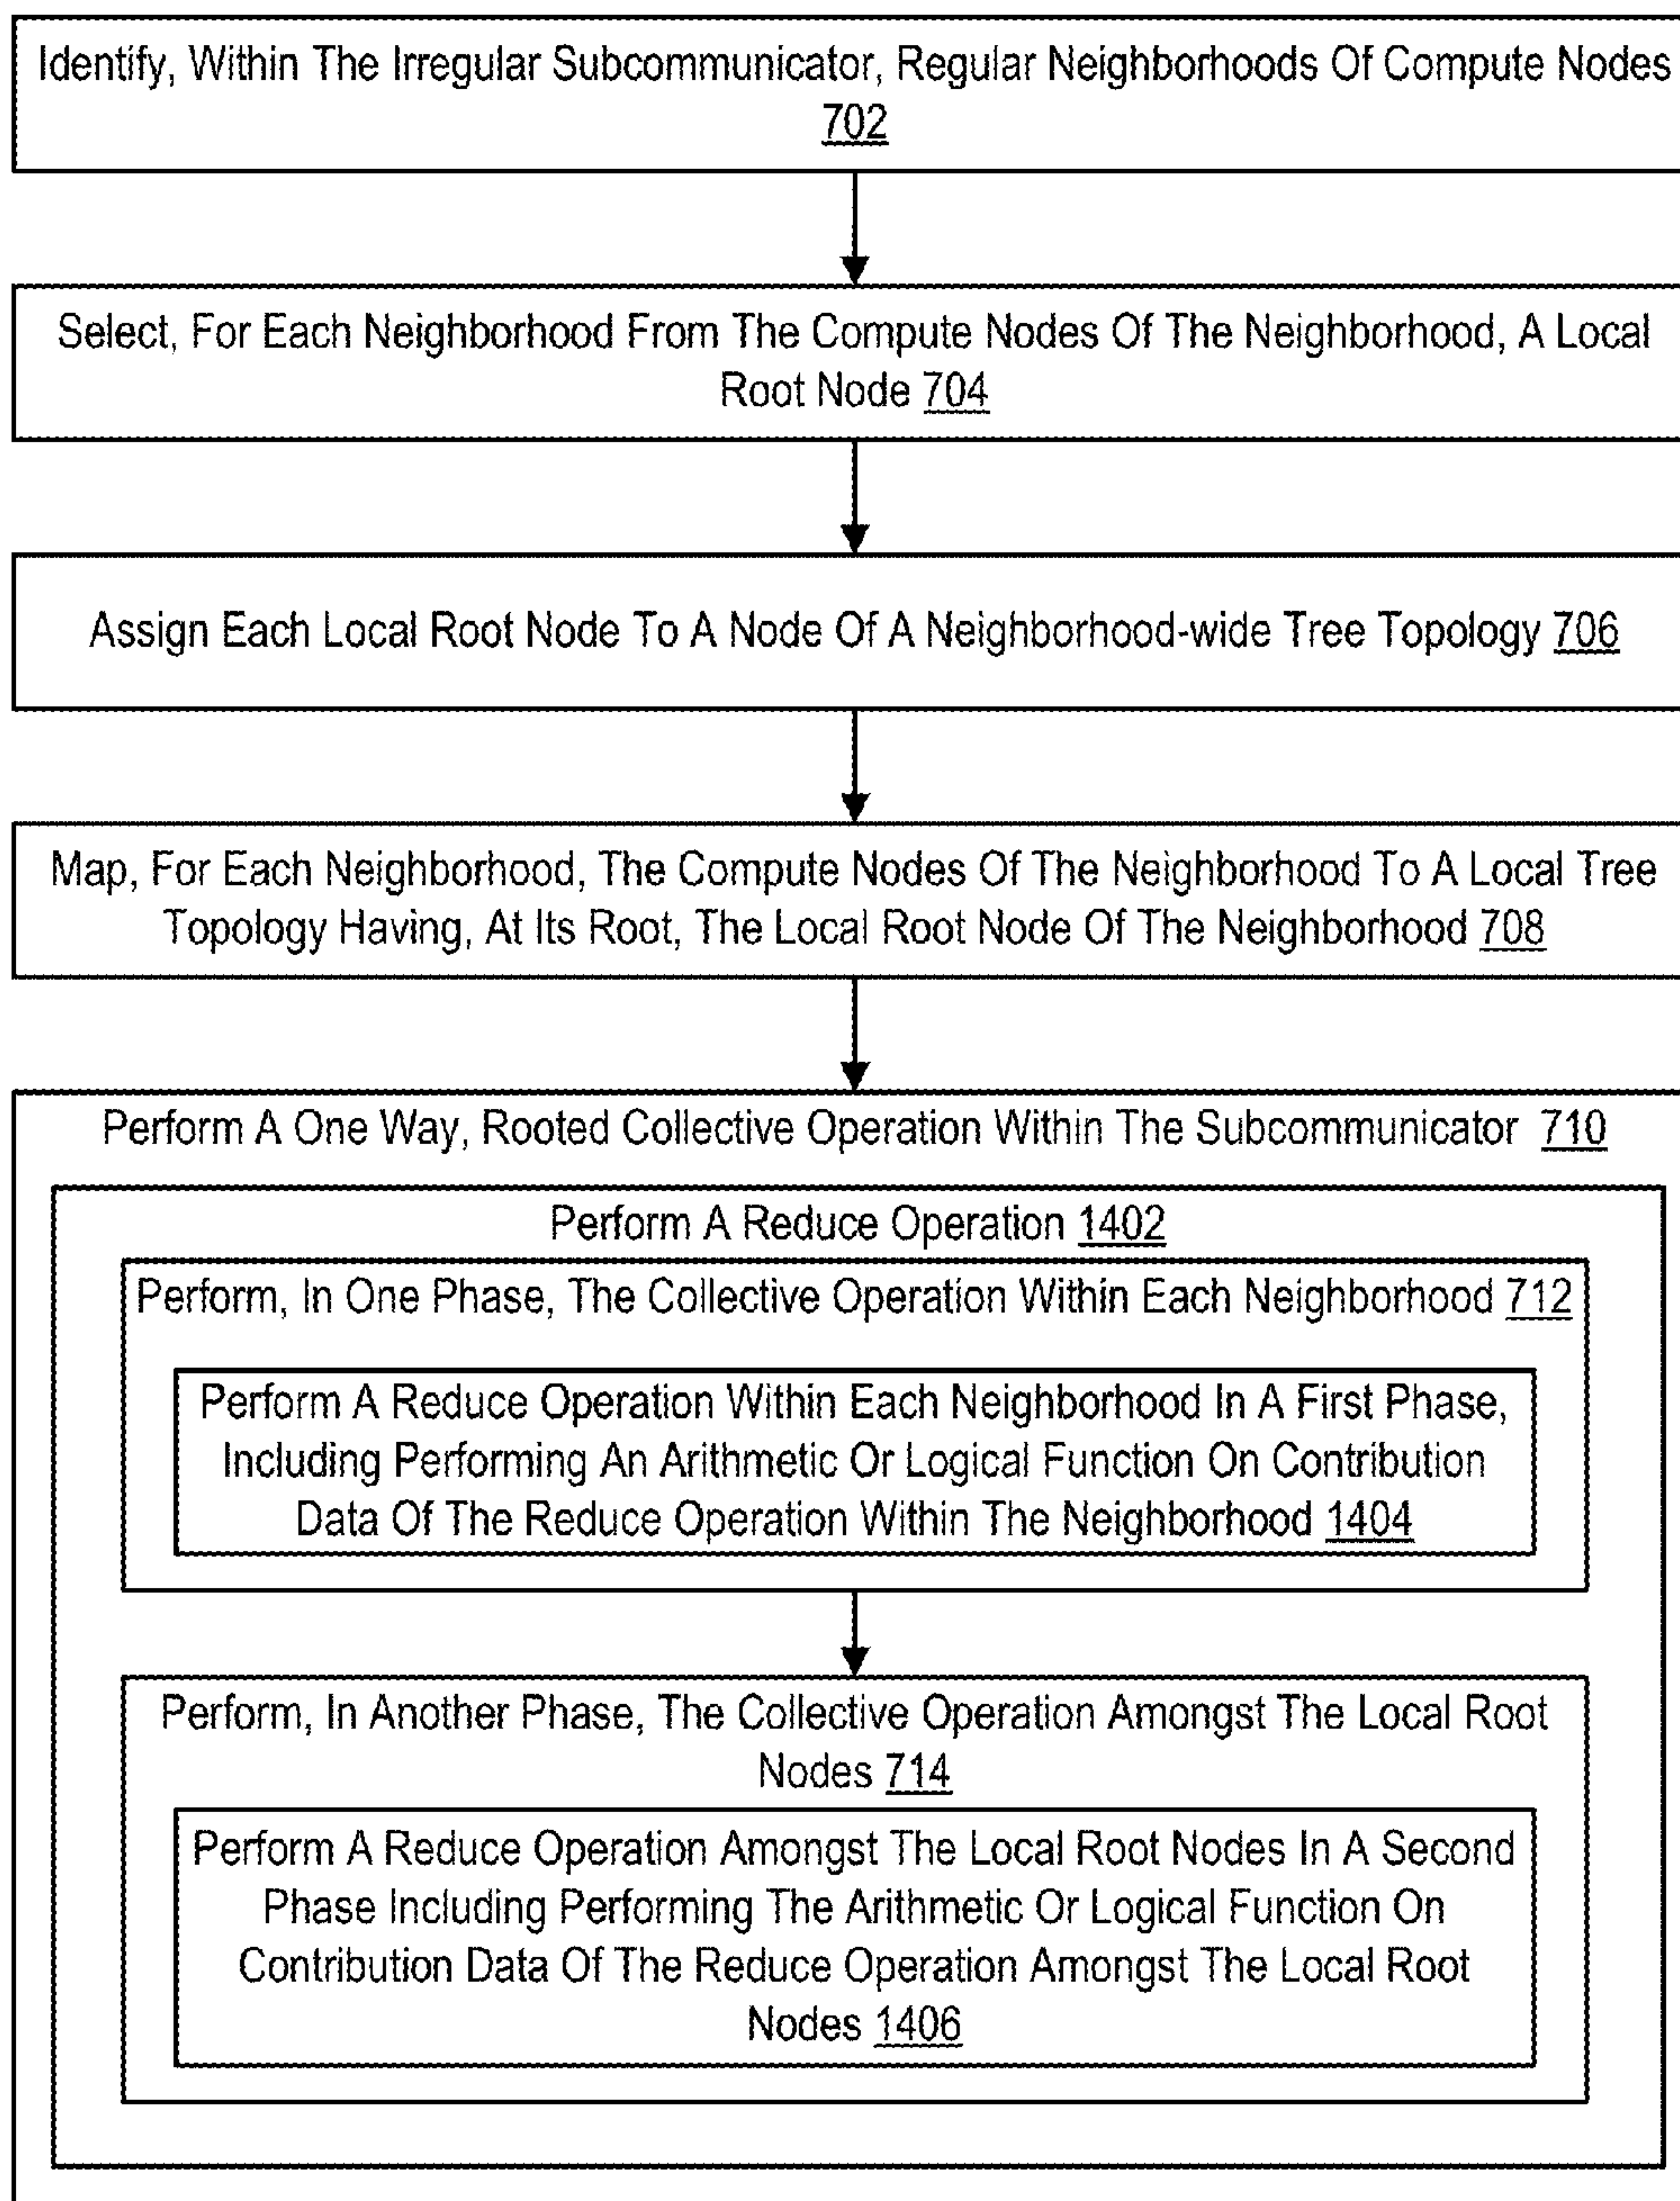 Identify, Within The Irregular Subcommunicator, Regular Neighborhoods Of Compute Nodes
702
Select, For Each Neighborhood From The Compute Nodes Of The Neighborhood, A Local
Root Node 704
Assign Each Local Root Node To A Node Of A Neighborhood-wide Tree Topology 706
Map, For Each Neighborhood, The Compute Nodes Of The Neighborhood To A Local Tree
Topology Having, At Its Root, The Local Root Node Of The Neighborhood 708
Perform A One Way, Rooted Collective Operation Within The Subcommunicator 710
Perform A Reduce Operation 1402
Perform, In One Phase, The Collective Operation Within Each Neighborhood 712
Perform A Reduce Operation Within Each Neighborhood In A First Phase,
Including Performing An Arithmetic Or Logical Function On Contribution
Data Of The Reduce Operation Within The Neighborhood 1404
Perform, In Another Phase, The Collective Operation Amongst The Local Root
Nodes 714
Perform A Reduce Operation Amongst The Local Root Nodes In A Second
Phase Including Performing The Arithmetic Or Logical Function On
Contribution Data Of The Reduce Operation Amongst The Local Root
Nodes 1406